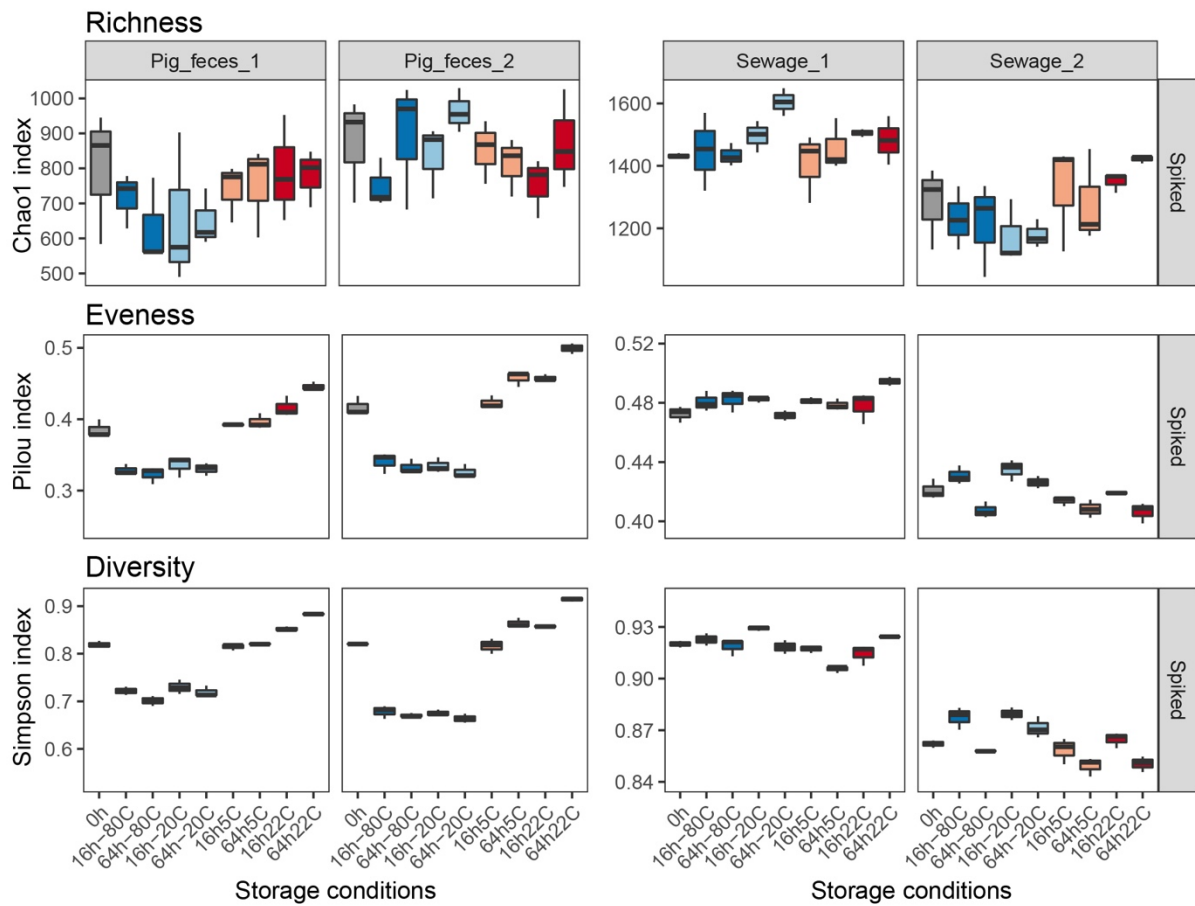 Richness
Pig_feces_1 Pig_feces_2 Sewage_1 Sewage_2
Chao1 index
1000
900
800
700
600
500
1600
1400
1200
Spiked
Eveness
Pilou index
0.5
0.4
0.3
0.52
0.48
0.44
0.40
Spiked
Diversity
Simpson index
0.9
0.8
0.7
0.6
0.93
0.90
0.87
0.84
Spiked
0h 16h−80C 64h−80C 16h−20C 64h−20C 16h5C 64h5C 16h22C 64h22C
0h 16h−80C 64h−80C 16h−20C 64h−20C 16h5C 64h5C 16h22C 64h22C
0h 16h−80C 64h−80C 16h−20C 64h−20C 16h5C 64h5C 16h22C 64h22C
0h 16h−80C 64h−80C 16h−20C 64h−20C 16h5C 64h5C 16h22C 64h22C
Storage conditions Storage conditions